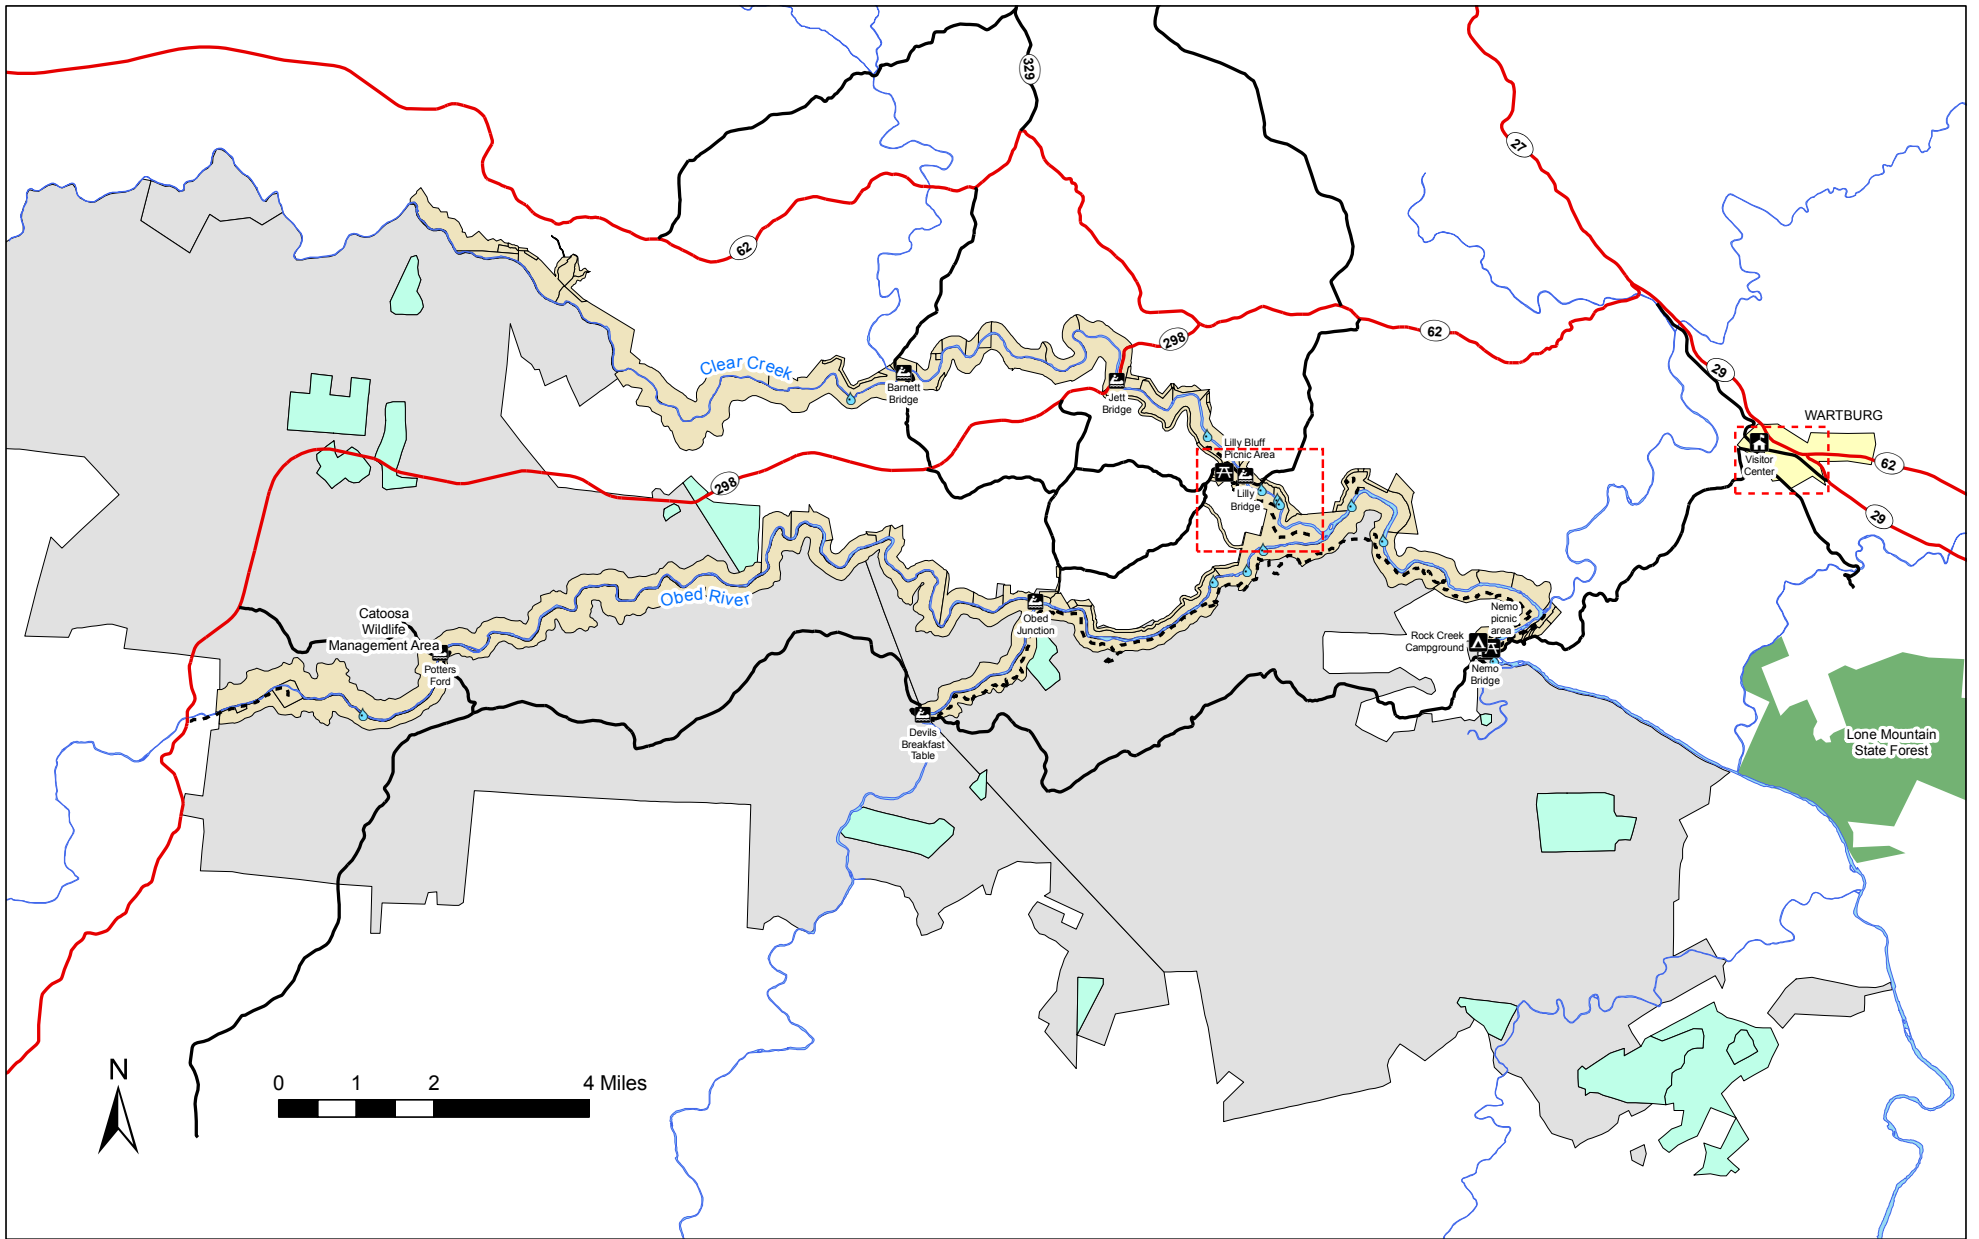 329
27
62
Clear Creek
298
62
Barnett
Bridge
Jett
Bridge
29
WARTBURG
Lilly Bluff
Picnic Area
Visitor
Center
62
298
Lilly
Bridge
29
Obed River
Catoosa
Wildlife
Management Area
Potters
Ford
Obed
Junction
Nemo
picnic
area
Rock Creek
Campground
Nemo
Bridge
Devils
Breakfast
Table
Lone Mountain
State Forest
N
0 1 2 4 Miles